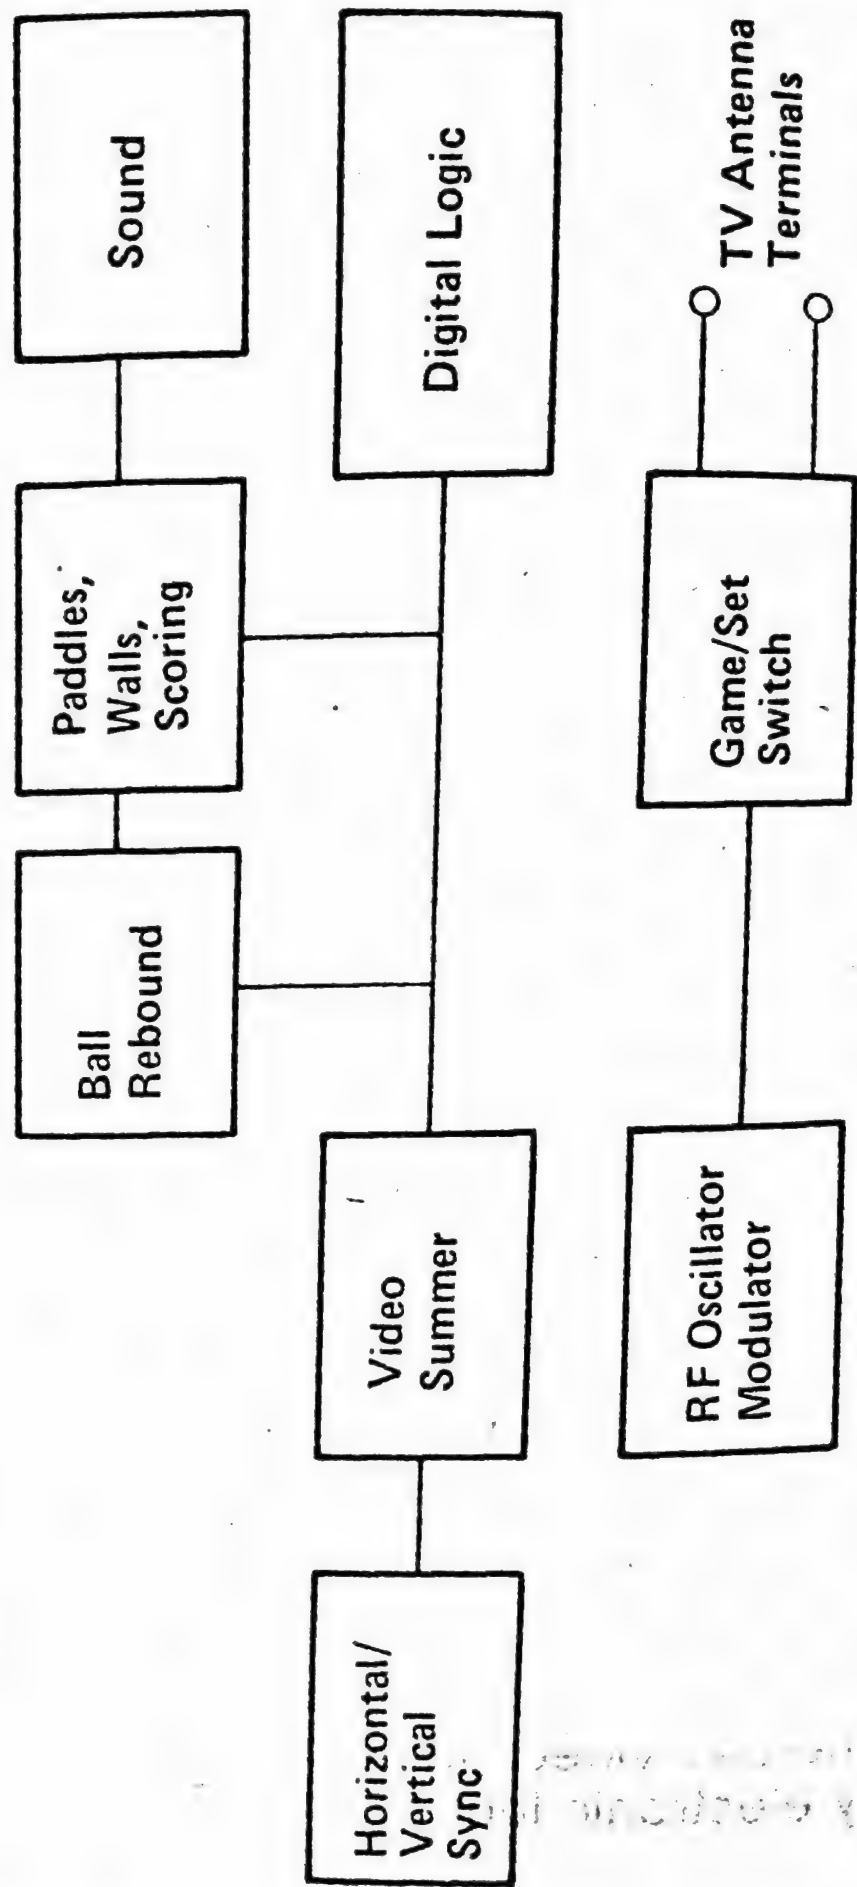 Ball
Rebound
Paddles,
Walls,
Scoring
Sound
Horizontal/
Vertical
Sync
Video
Summer
Digital Logic
RF Oscillator
Modulator
Game/Set
Switch
TV Antenna
Terminals